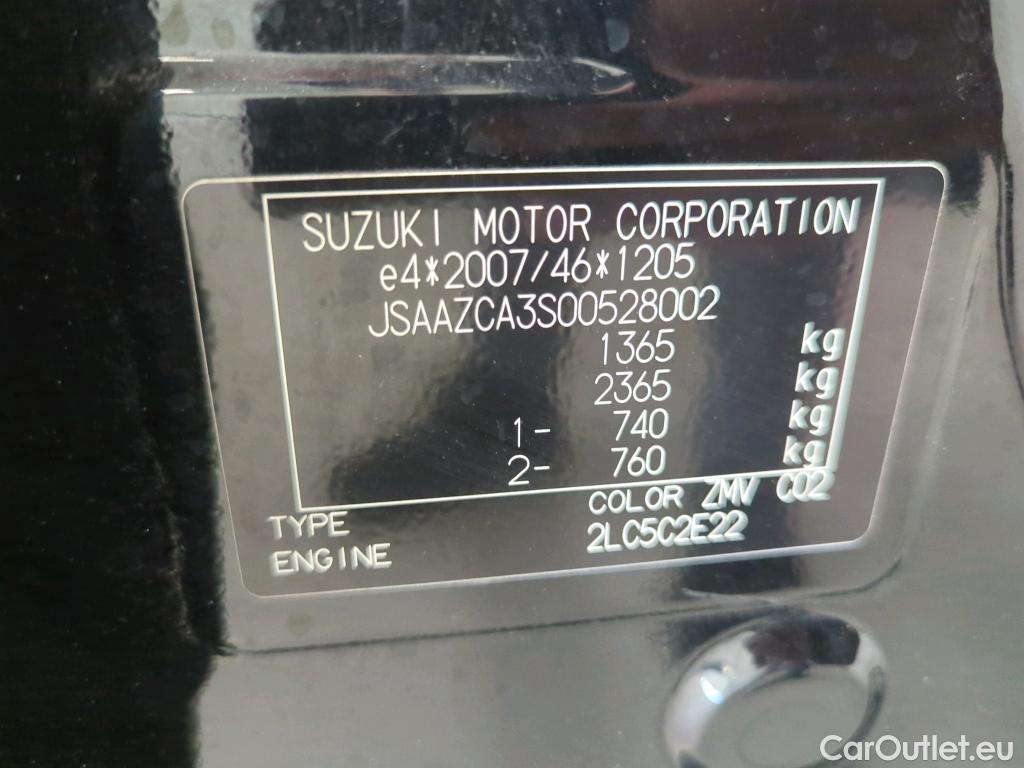 SUZUKI MOTOR CORPORATION
e4*2007/46*1205
JSAAZCA3S00528002
1365 kg
2365 kg
1- 740 kg
2- 760 kg
COLOR ZMV C02
TYPE 2LC5C2E22
ENGINE
CarOutlet.eu